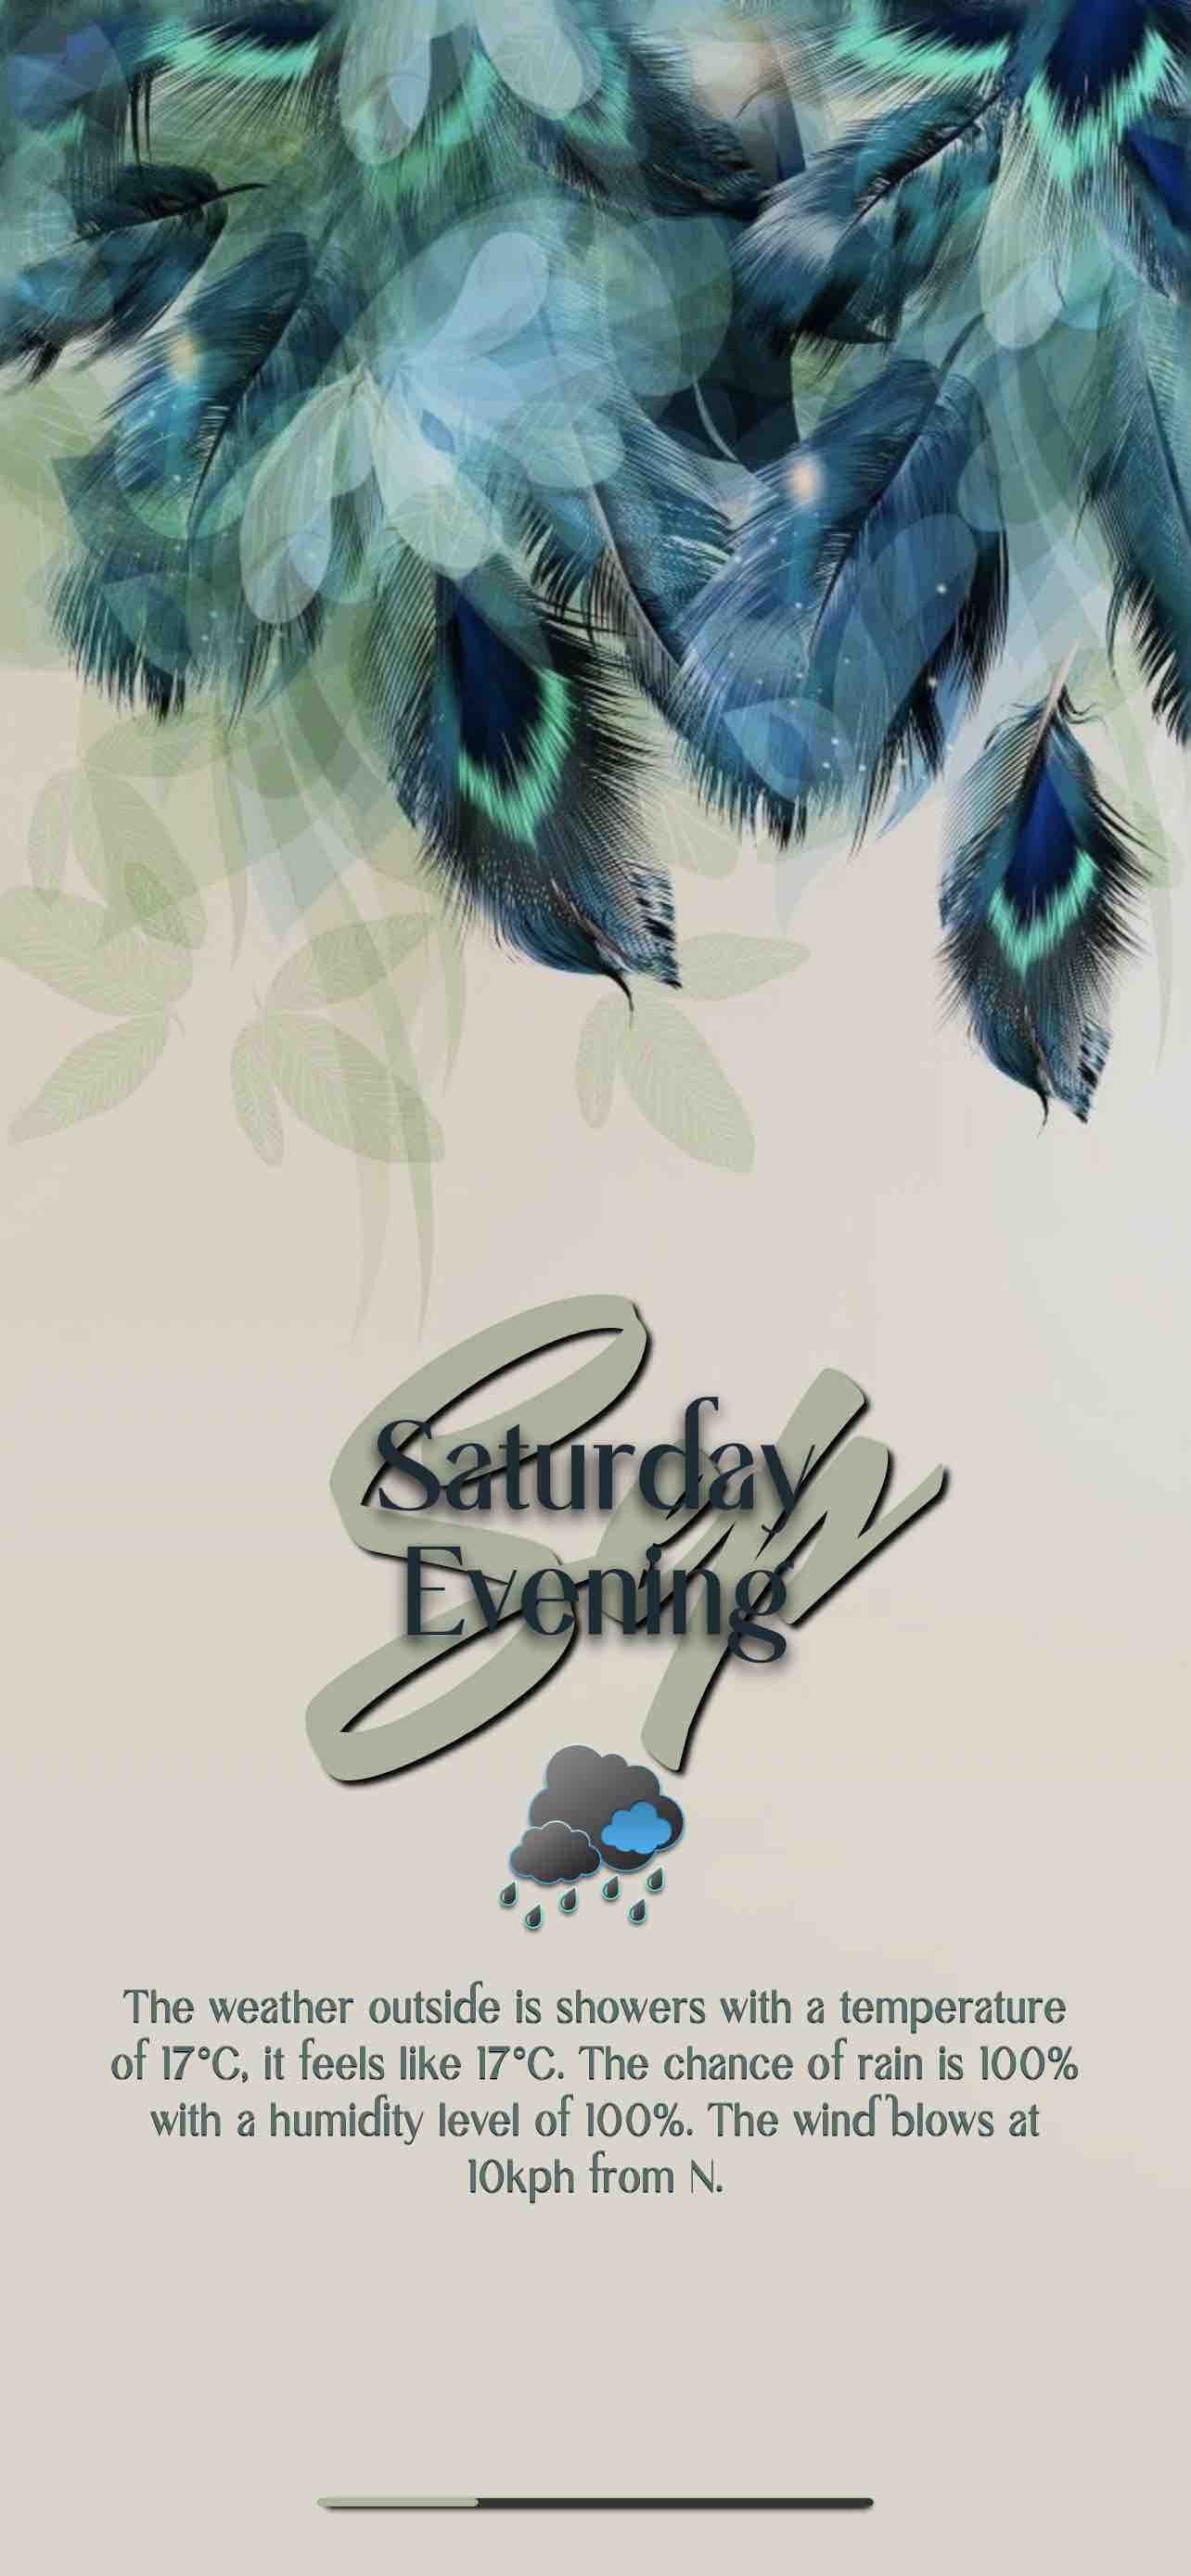 Sep
Saturday
Evening
The weather outside is showers with a temperature
of 17°C, it feels like 17°C. The chance of rain is 100%
with a humidity level of 100%. The wind blows at
10kph from N.